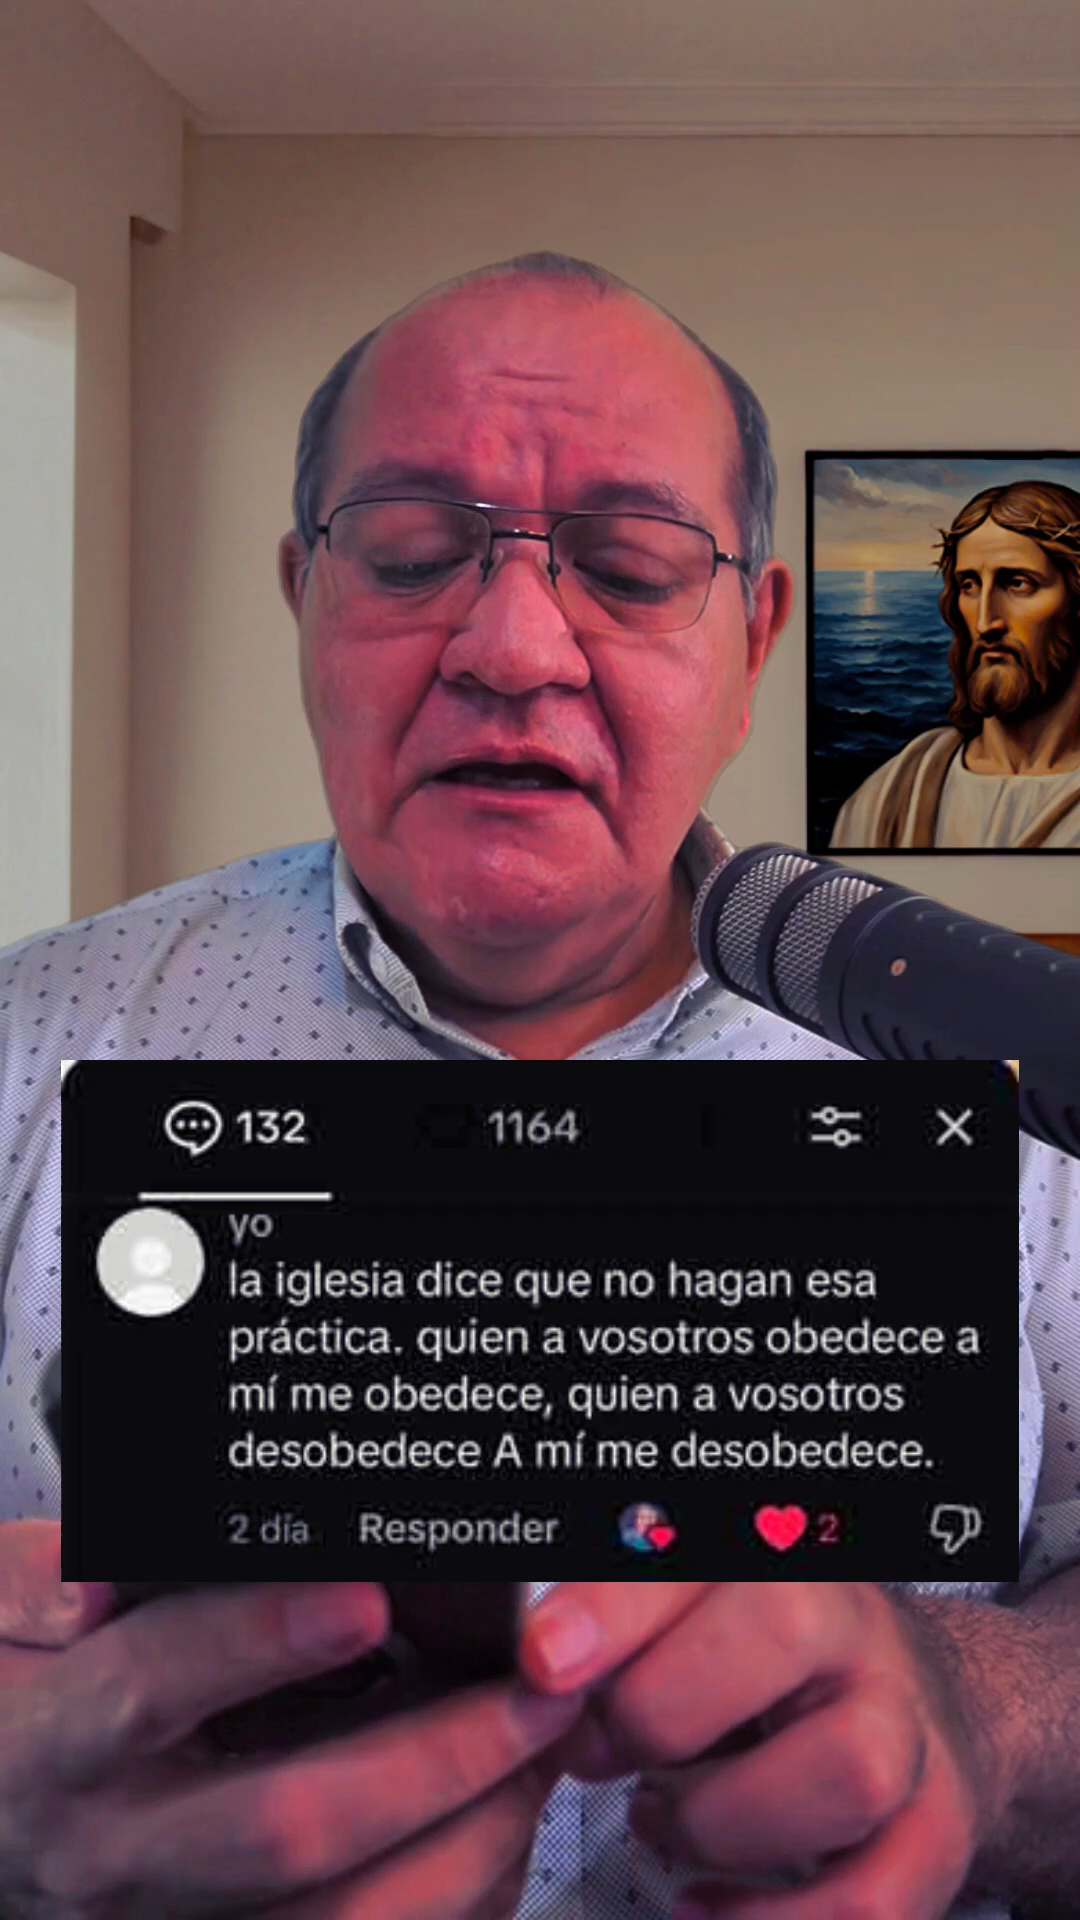 132 1164
yo
la iglesia dice que no hagan esa
práctica. quien a vosotros obedece a
mí me obedece, quien a vosotros
desobedece A mí me desobedece.
2 día Responder 2